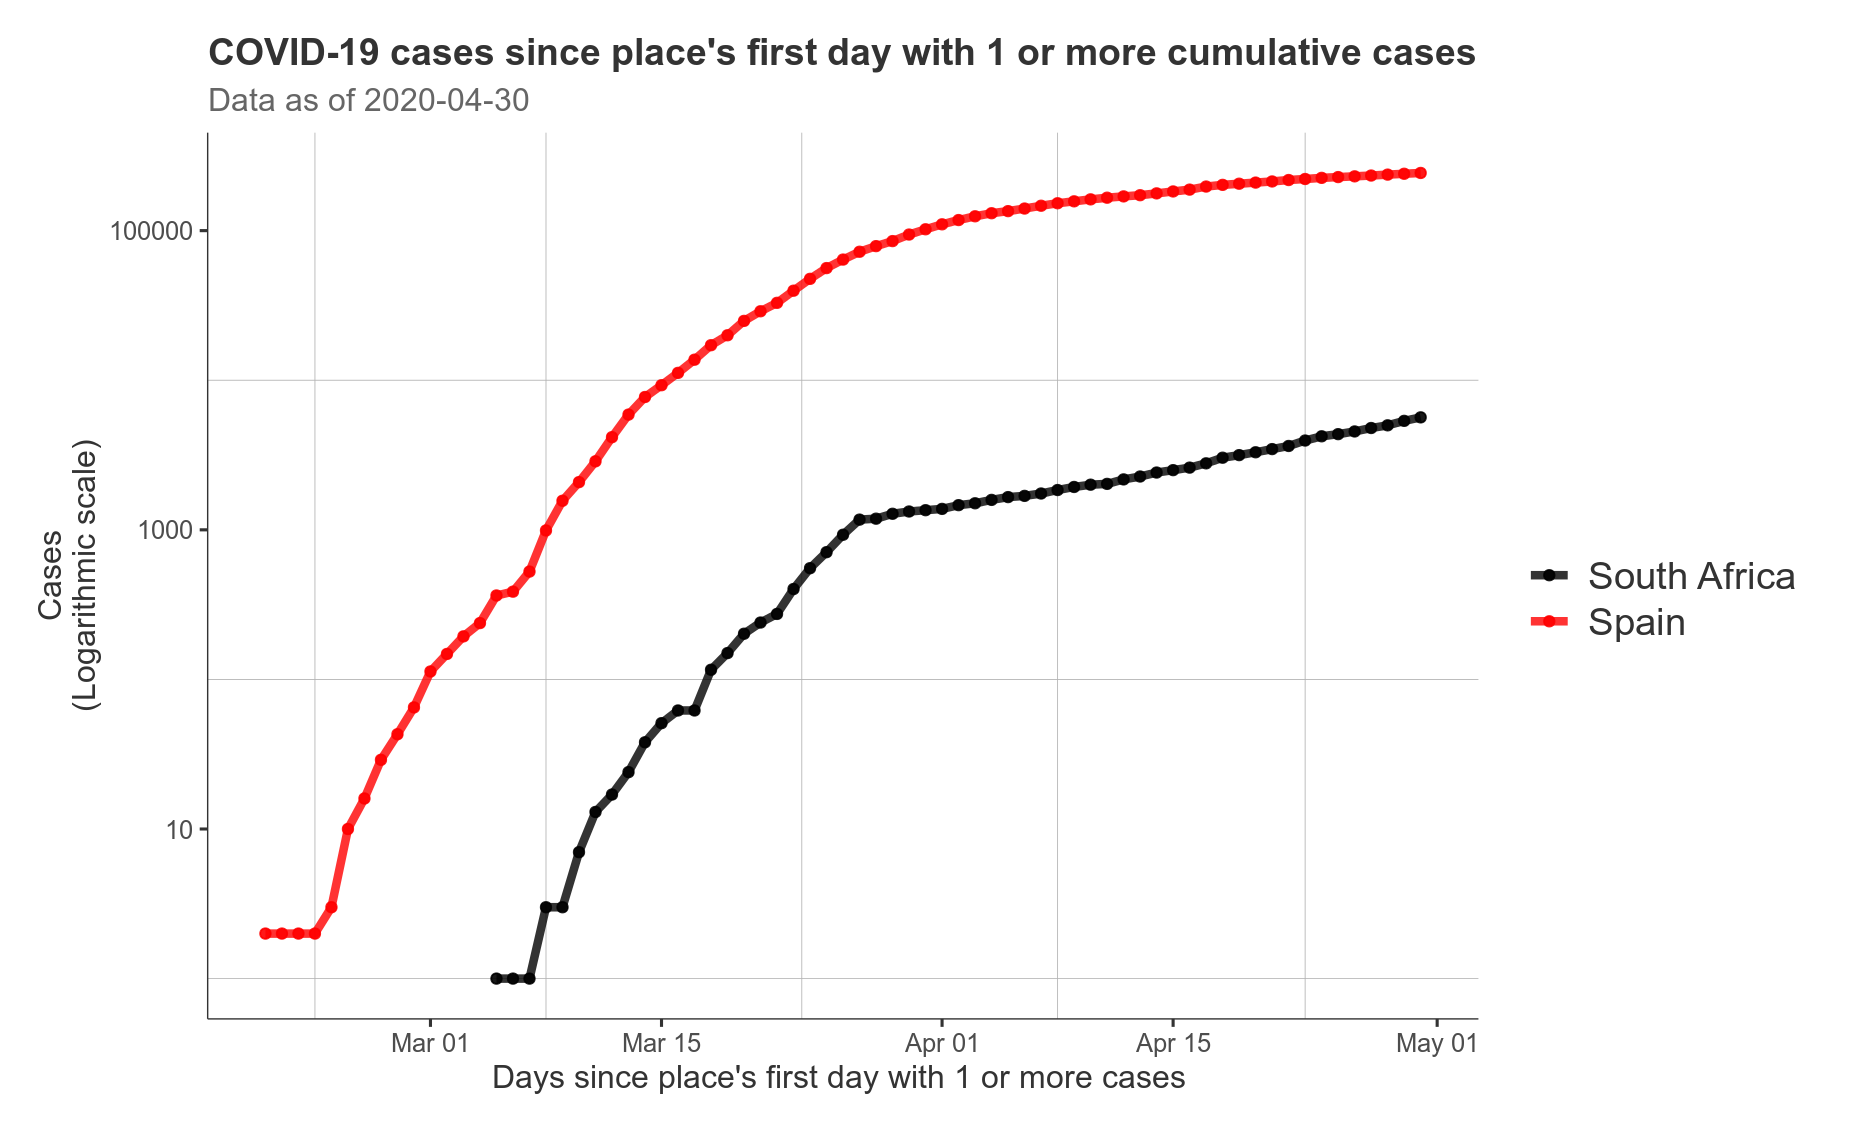 COVID-19 cases since place's first day with 1 or more cumulative cases
Data as of 2020-04-30
100000
1000
10
Cases
(Logarithmic scale)
Mar 01
Mar 15
Apr 01
Apr 15
May 01
Days since place's first day with 1 or more cases
South Africa
Spain